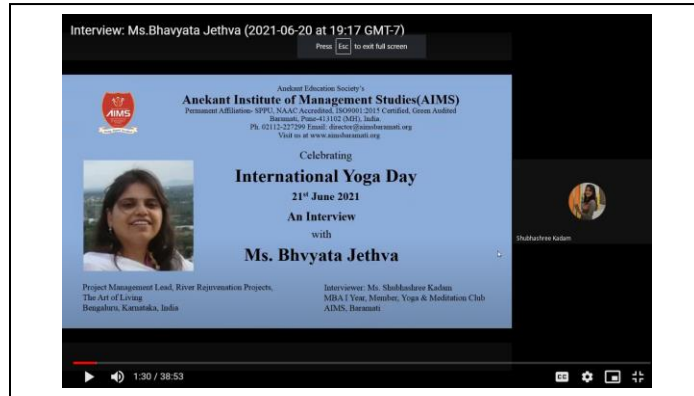 Interview: Ms.Bhavyata Jethva (2021-06-20 at 19:17 GMT-7)
Press Esc to exit full screen
Anekant Education Society's
Anekant Institute of Management Studies(AIMS)
Permanent Affiliation- SPPU, NAAC Accredited, ISO9001:2015 Certified, Green Audited
Baramati, Pune-413102 (MH), India.
Ph. 02112-227299 Email: director@aimsbaramati.org
Visit us at www.aimsbaramati.org
AIMS
Celebrating
International Yoga Day
21st June 2021
An Interview
with
Ms. Bhvyata Jethva
Shubhashree Kadam
Project Management Lead, River Rejuvenation Projects,
The Art of Living
Bengaluru, Karnataka, India
Interviewer: Ms. Shubhashree Kadam
MBA I Year, Member, Yoga & Meditation Club
AIMS, Baramati
1:30 / 38:53
CC